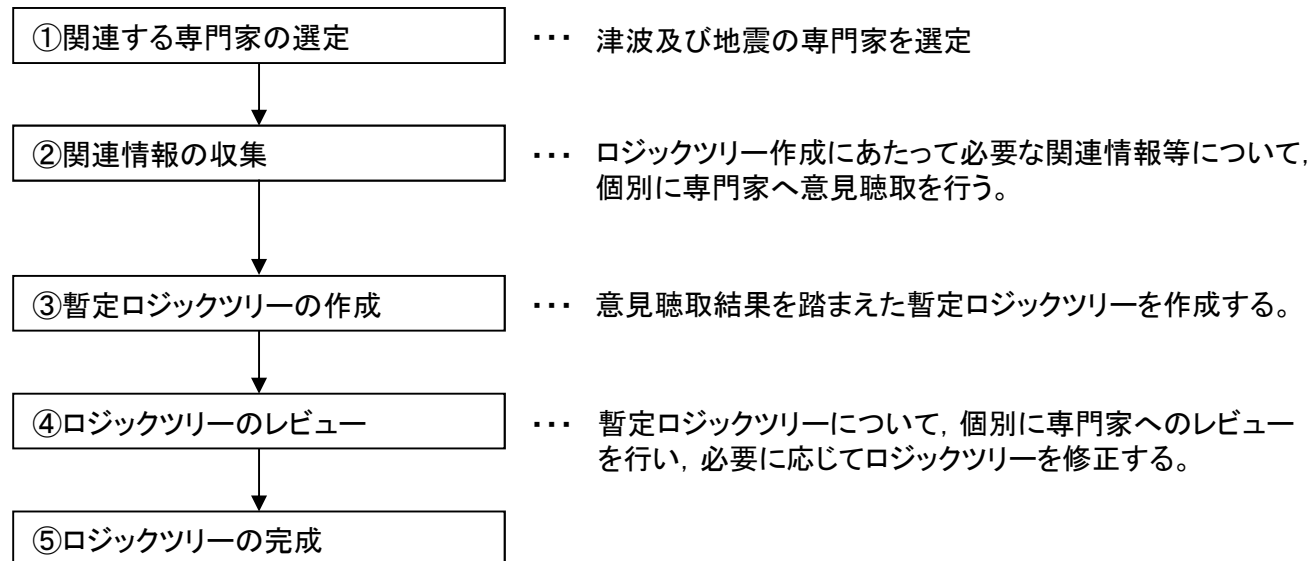 ①関連する専門家の選定
･･･ 津波及び地震の専門家を選定
②関連情報の収集
･･･ ロジックツリー作成にあたって必要な関連情報等について，
個別に専門家へ意見聴取を行う。
③暫定ロジックツリーの作成
･･･ 意見聴取結果を踏まえた暫定ロジックツリーを作成する。
④ロジックツリーのレビュー
･･･ 暫定ロジックツリーについて，個別に専門家へのレビュー
を行い，必要に応じてロジックツリーを修正する。
⑤ロジックツリーの完成